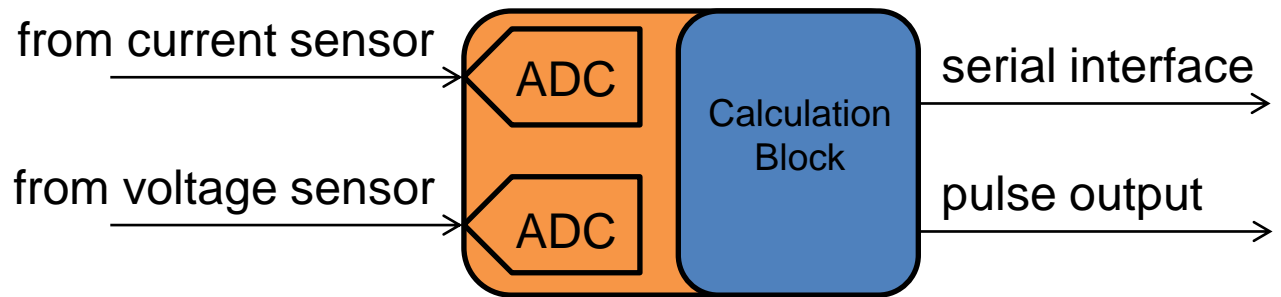 from current sensor
ADC
serial interface
Calculation
Block
from voltage sensor
ADC
pulse output